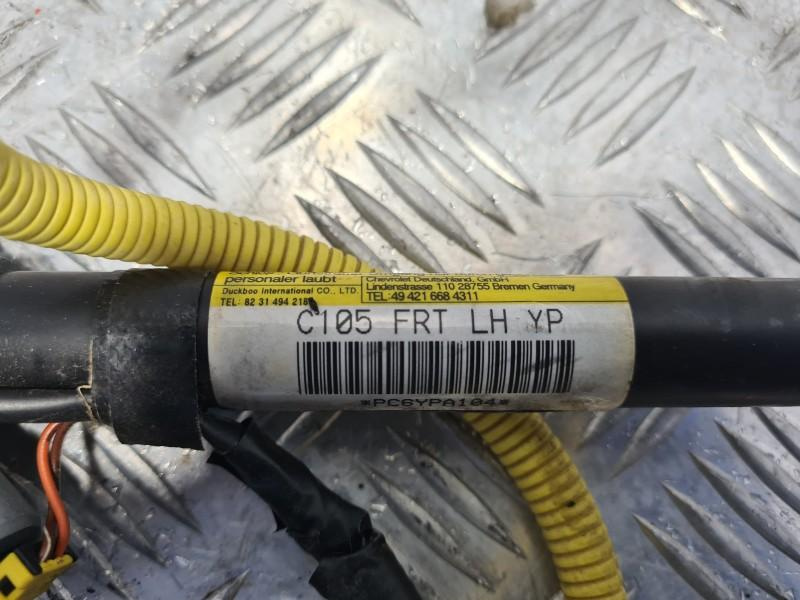 personaler laubt
Duckboo International CO., LTD.
TEL: 82 31 494 218
Chevrolet Deutschland, GmbH
Lindenstrasse 110 28755 Bremen Germany
TEL:49 421 668 4311
C105 FRT LH YP
*PC6YPA104*